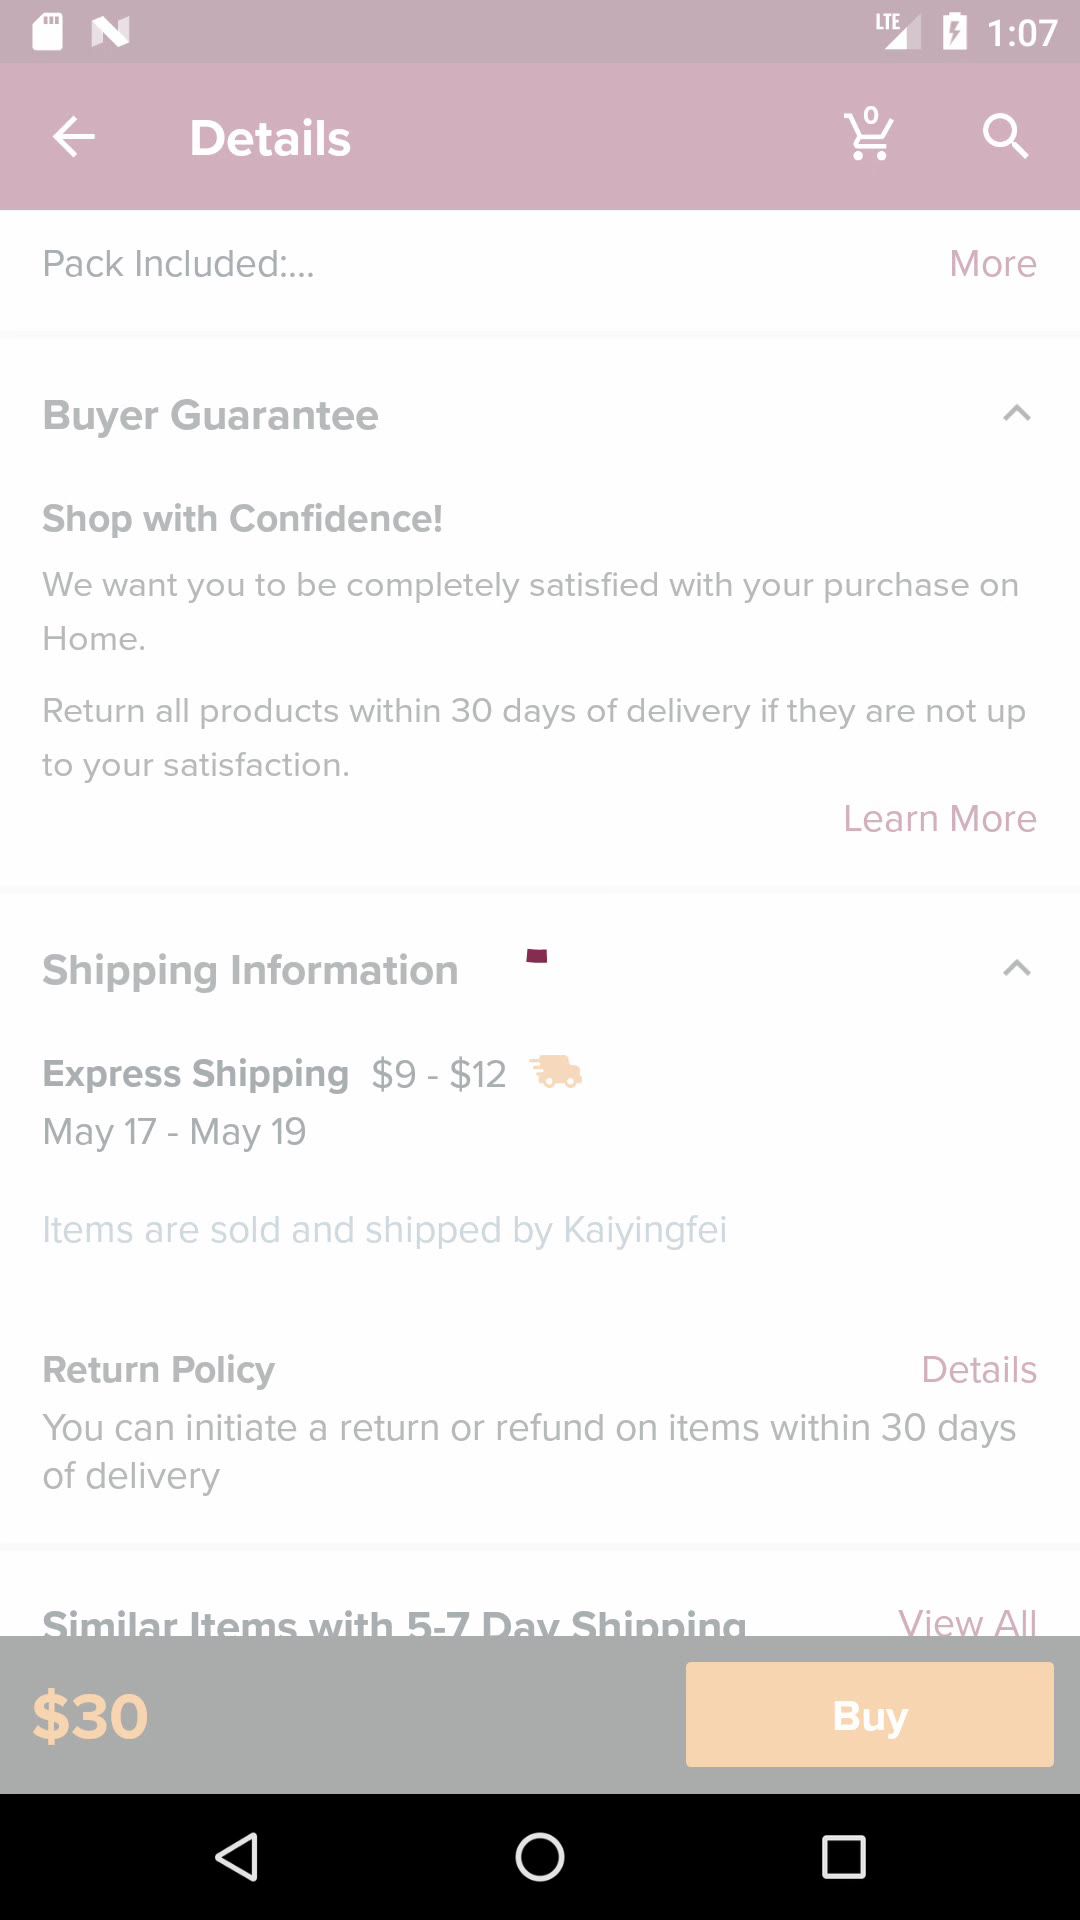 LTE 1:07
Details 0
Pack Included:... More
Buyer Guarantee
Shop with Confidence!
We want you to be completely satisfied with your purchase on
Home.
Return all products within 30 days of delivery if they are not up
to your satisfaction.
Learn More
Shipping Information
Express Shipping $9 - $12
May 17 - May 19
Items are sold and shipped by Kaiyingfei
Return Policy Details
You can initiate a return or refund on items within 30 days
of delivery
Similar Items with 5-7 Day Shipping View All
$30 Buy